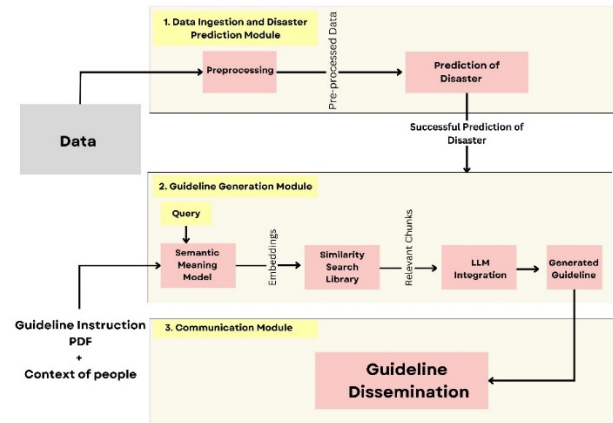 1. Data Ingestion and Disaster
Prediction Module
Preprocessing
Pre-processed Data
Prediction of
Disaster
Data
Successful Prediction of
Disaster
2. Guideline Generation Module
Query
Semantic
Meaning
Model
Embeddings
Similarity
Search
Library
Relevant Chunks
LLM
Integration
Generated
Guideline
Guideline Instruction
PDF
+
Context of people
3. Communication Module
Guideline
Dissemination